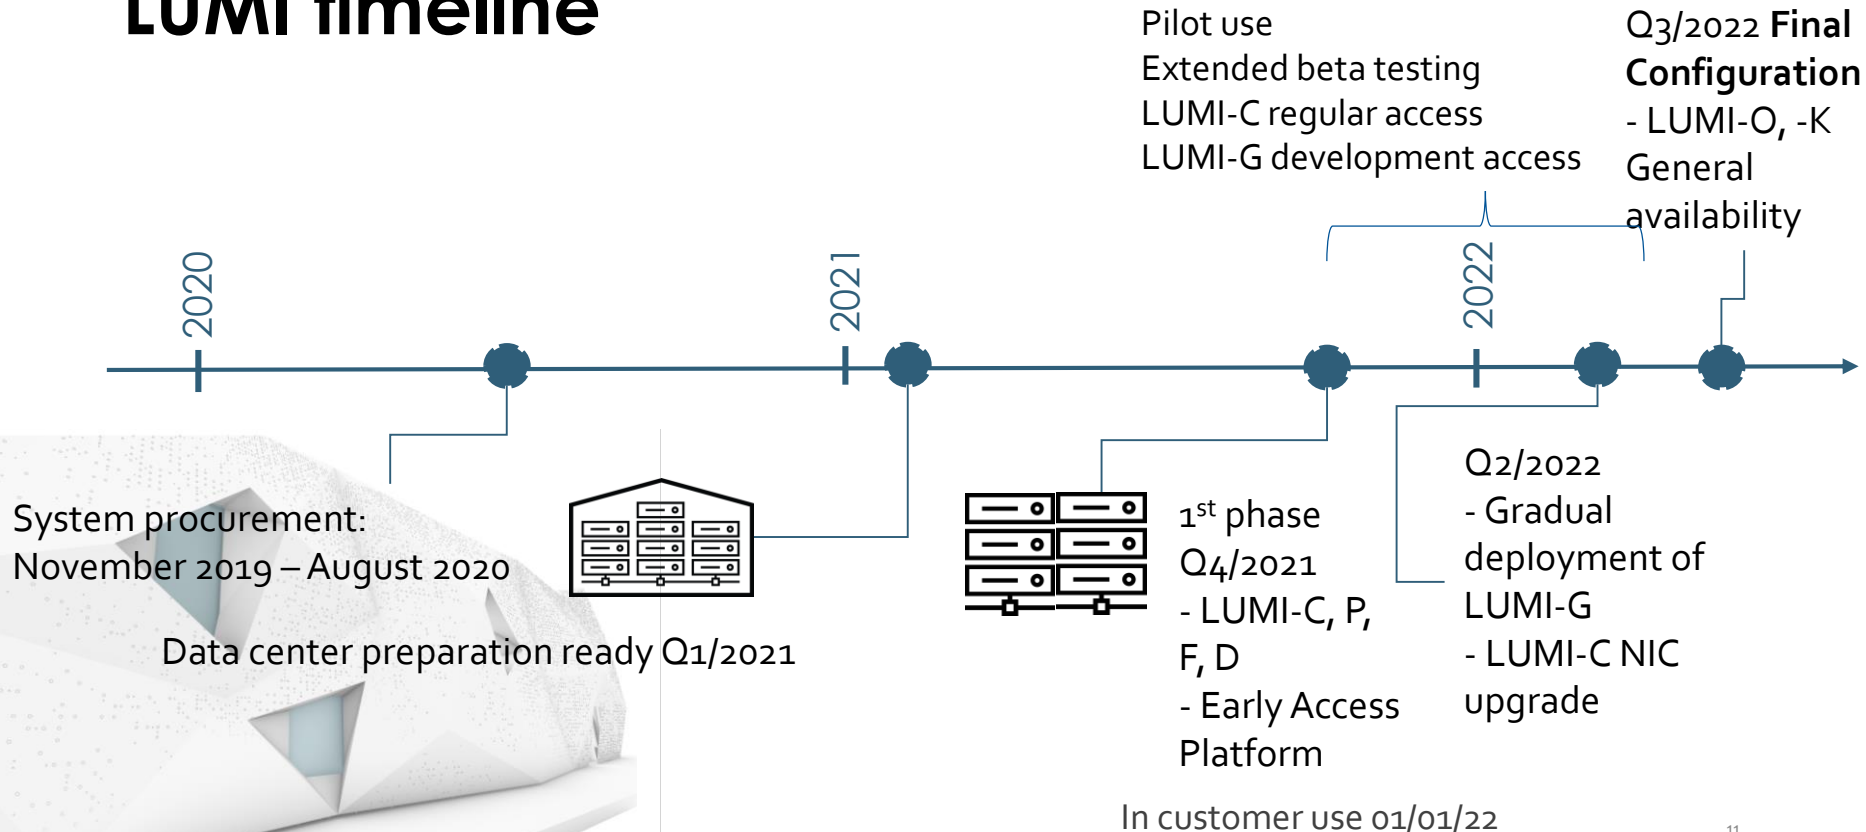 LUMI timeline
Pilot use
Extended beta testing
LUMI-C regular access
LUMI-G development access
Q3/2022 Final
Configuration
- LUMI-O, -K
General
availability
2020
2021
2022
System procurement:
November 2019 – August 2020
Data center preparation ready Q1/2021
1st phase
Q4/2021
- LUMI-C, P,
F, D
- Early Access
Platform
Q2/2022
- Gradual
deployment of
LUMI-G
- LUMI-C NIC
upgrade
In customer use 01/01/22
11